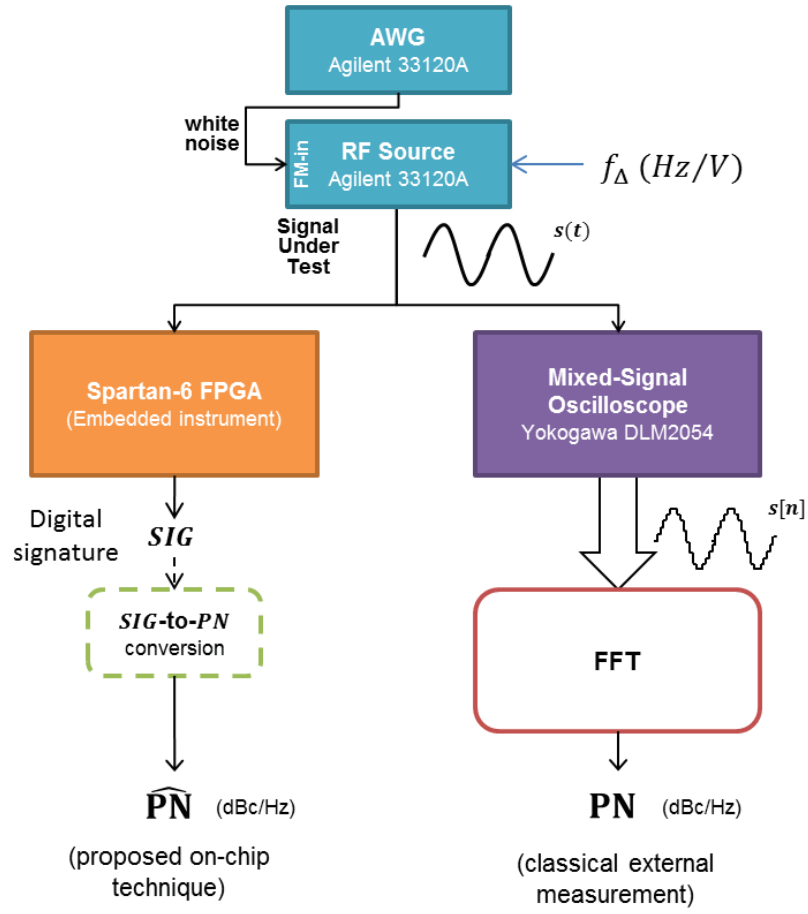 AWG
Agilent 33120A
white
noise
FM-in
RF Source
Agilent 33120A
f_Δ (Hz/V)
Signal
Under
Test
s(t)
Spartan-6 FPGA
(Embedded instrument)
Mixed-Signal
Oscilloscope
Yokogawa DLM2054
Digital
signature
SIG
s[n]
SIG-to-PN
conversion
FFT
P̂N̂ (dBc/Hz)
(proposed on-chip
technique)
PN (dBc/Hz)
(classical external
measurement)